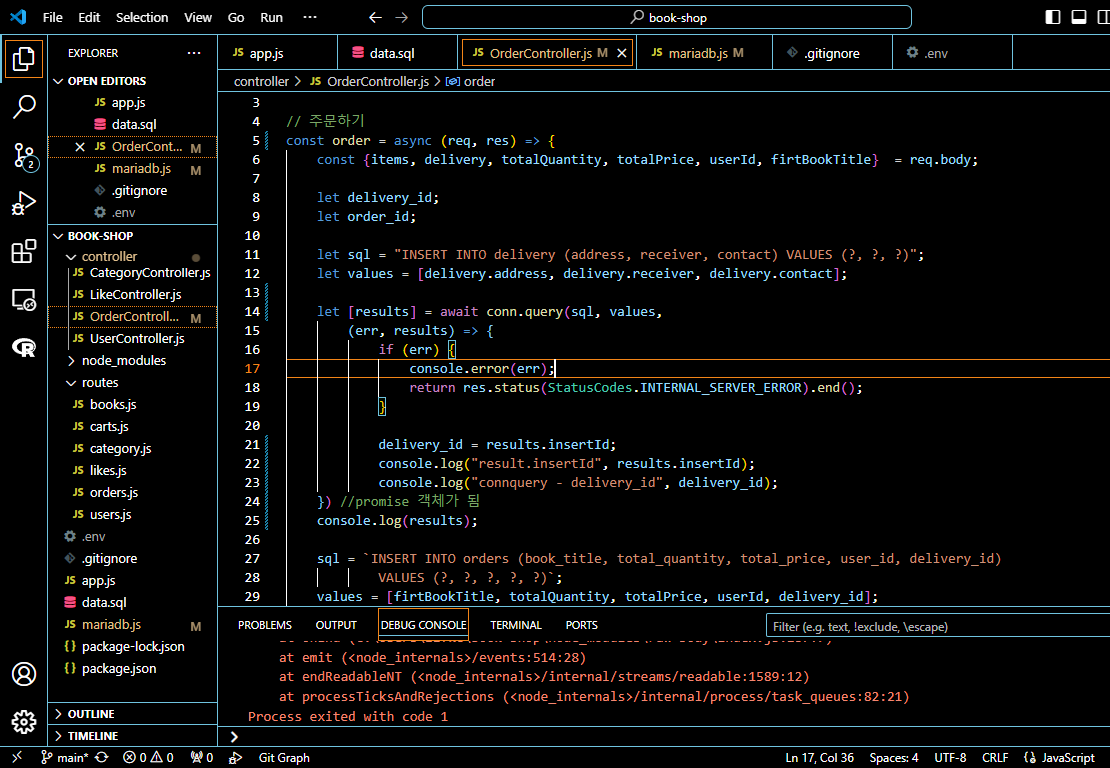 File Edit Selection View Go Run ··· book-shop
EXPLORER ···
OPEN EDITORS
JS app.js
data.sql
JS OrderCont... M
JS mariadb.js M
.gitignore
.env
BOOK-SHOP
controller
JS CategoryController.js
JS LikeController.js
JS OrderControll... M
JS UserController.js
node_modules
routes
JS books.js
JS carts.js
JS category.js
JS likes.js
JS orders.js
JS users.js
.env
.gitignore
JS app.js
data.sql
JS mariadb.js M
{} package-lock.json
{} package.json
OUTLINE
TIMELINE
2
JS app.js data.sql JS OrderController.js M JS mariadb.js M .gitignore .env
controller > JS OrderController.js > order
3
4 // 주문하기
5 const order = async (req, res) => {
6 const {items, delivery, totalQuantity, totalPrice, userId, firtBookTitle} = req.body;
7
8 let delivery_id;
9 let order_id;
10
11 let sql = "INSERT INTO delivery (address, receiver, contact) VALUES (?, ?, ?)";
12 let values = [delivery.address, delivery.receiver, delivery.contact];
13
14 let [results] = await conn.query(sql, values,
15 (err, results) => {
16 if (err) {
17 console.error(err);
18 return res.status(StatusCodes.INTERNAL_SERVER_ERROR).end();
19 }
20
21 delivery_id = results.insertId;
22 console.log("result.insertId", results.insertId);
23 console.log("connquery - delivery_id", delivery_id);
24 }) //promise 객체가 됨
25 console.log(results);
26
27 sql = `INSERT INTO orders (book_title, total_quantity, total_price, user_id, delivery_id)
28 VALUES (?, ?, ?, ?, ?)`;
29 values = [firtBookTitle, totalQuantity, totalPrice, userId, delivery_id];
PROBLEMS OUTPUT DEBUG CONSOLE TERMINAL PORTS Filter (e.g. text, !exclude, \escape)
at emit (<node_internals>/events:514:28)
at endReadableNT (<node_internals>/internal/streams/readable:1589:12)
at processTicksAndRejections (<node_internals>/internal/process/task_queues:82:21)
Process exited with code 1
>
main* 0 0 0 Git Graph Ln 17, Col 36 Spaces: 4 UTF-8 CRLF {} JavaScript